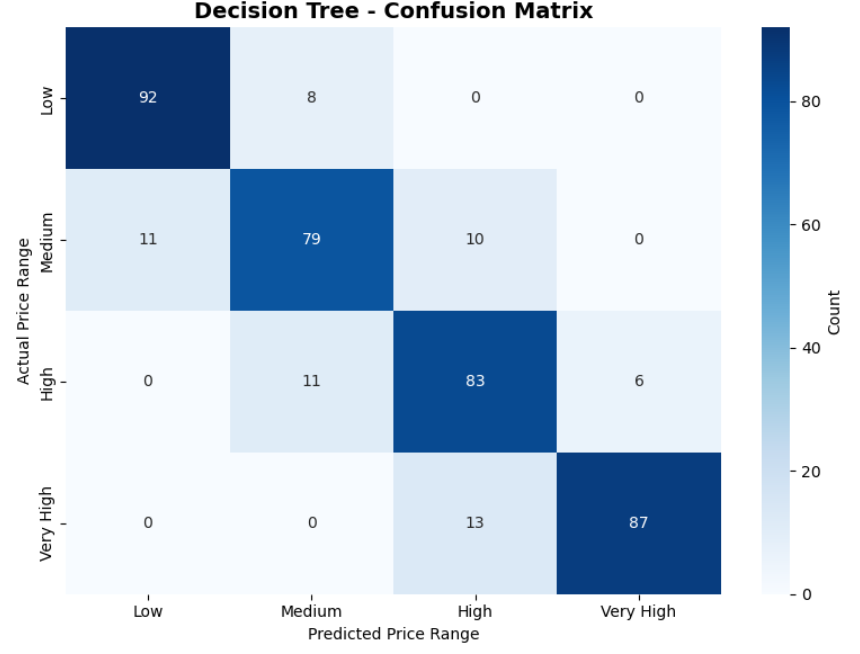 Decision Tree - Confusion Matrix
Actual Price Range
Low 92 8 0 0
Medium 11 79 10 0
High 0 11 83 6
Very High 0 0 13 87
Low Medium High Very High
Predicted Price Range
80
60
40
20
0
Count